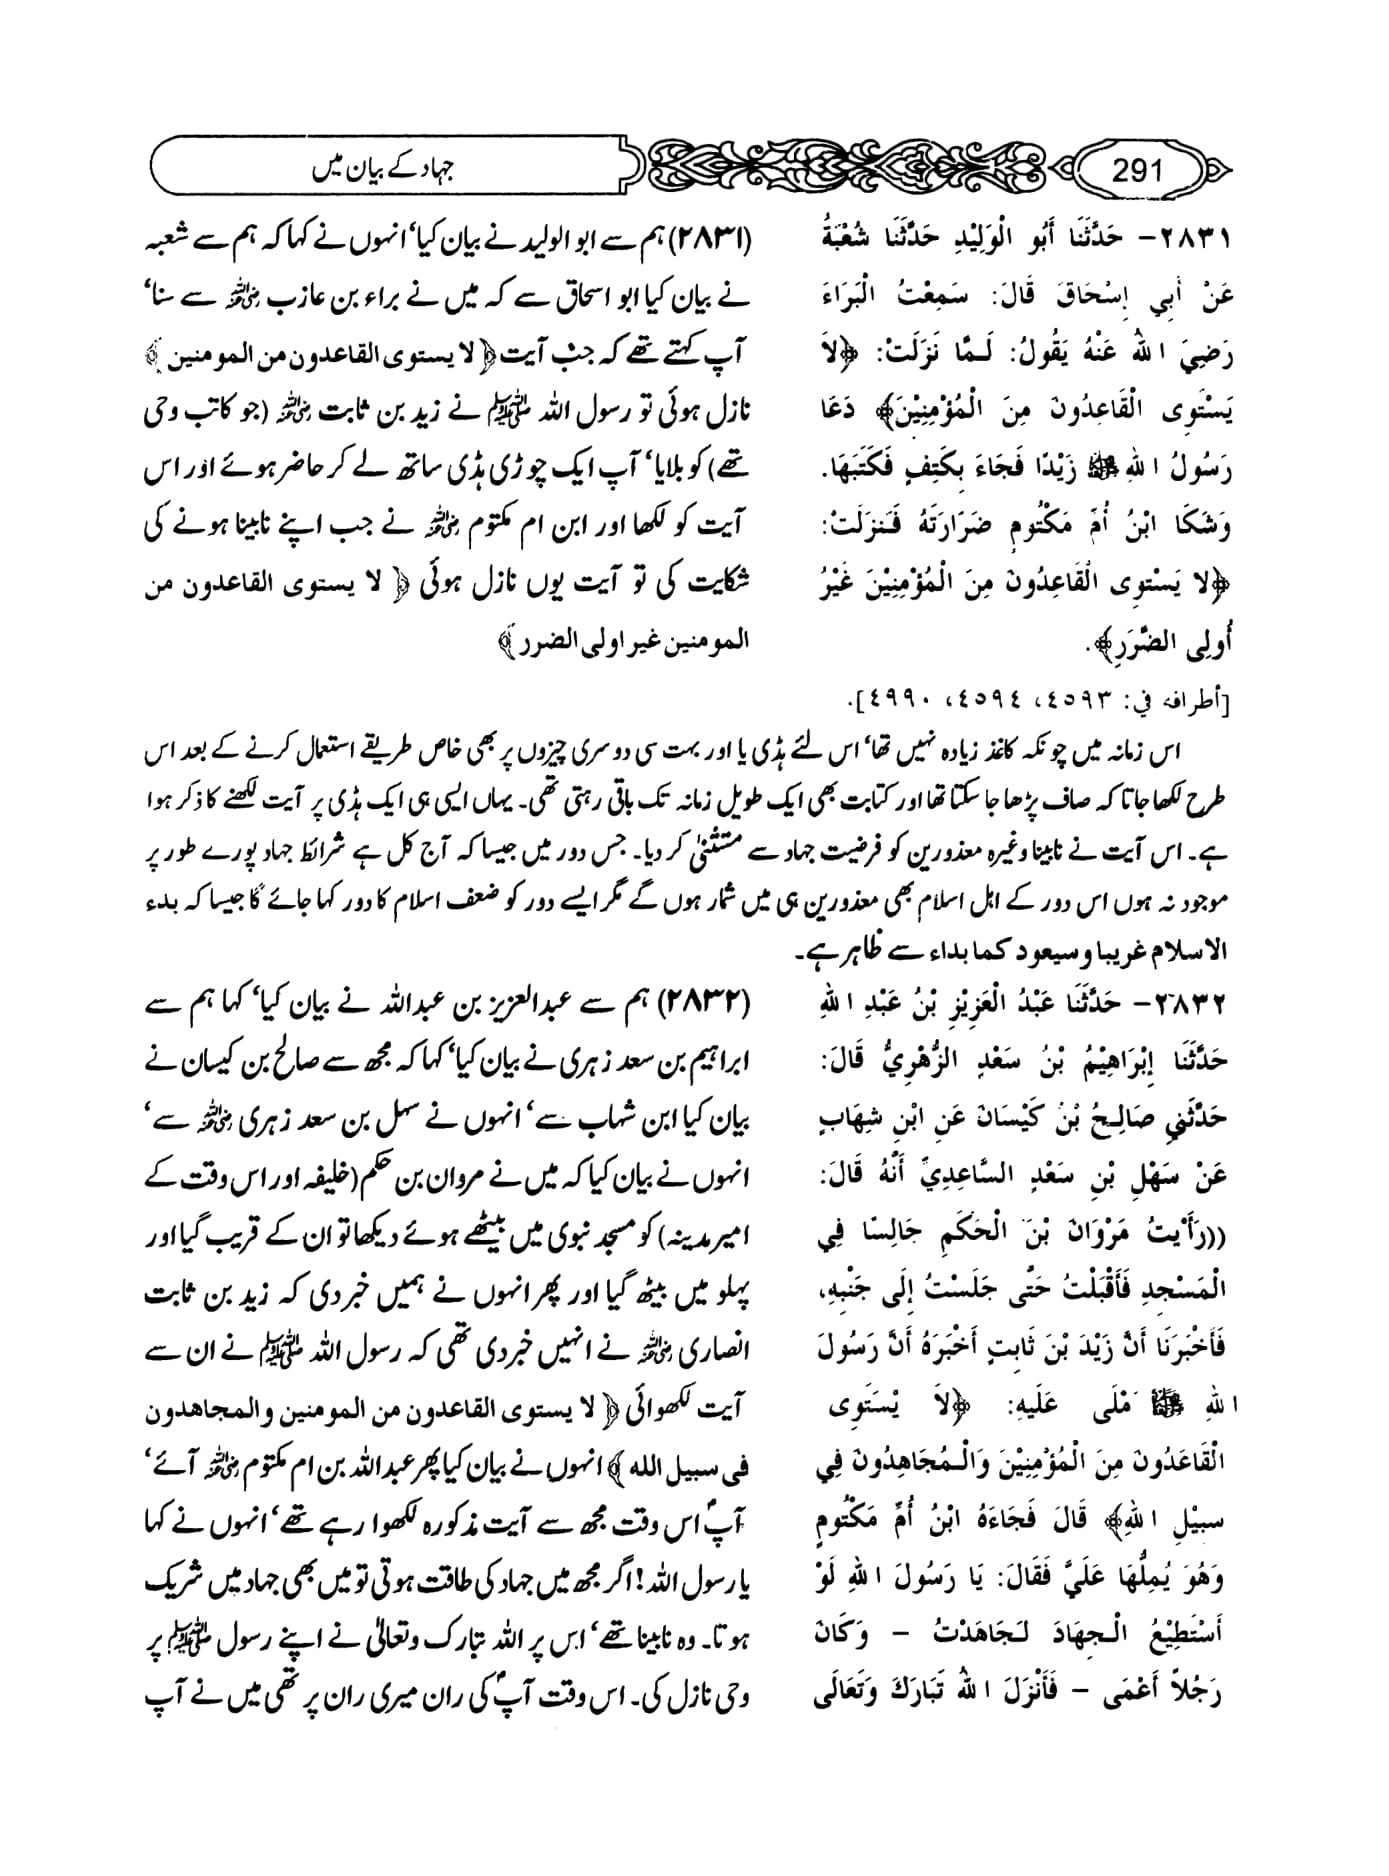 291
جہاد کے بیان میں
٢٨٣١- حَدَّثَنَا أَبُو الْوَلِيْدِ حَدَّثَنَا شُعْبَةُ
عَنْ أَبِي إِسْحَاقَ قَالَ: سَمِعْتُ الْبَرَاءَ
رَضِيَ اللهُ عَنْهُ يَقُولُ: لَـمَّا نَزَلَتْ: ﴿لاَ
يَسْتَوِى الْقَاعِدُونَ مِنَ الْمُؤْمِنِيْنَ﴾ دَعَا
رَسُولُ اللهِ ﷺ زَيْدًا فَجَاءَ بِكَتِفٍ فَكَتَبَهَا.
وَشَكَا ابْنُ أُمِّ مَكْتُومٍ ضَرَارَتَهُ فَنزَلَتْ:
﴿لا يَسْتَوِى الْقَاعِدُونَ مِنَ الْمُؤْمِنِيْنَ غَيْرُ
أُولِى الضَّرَرِ﴾.
[أطرافه في: ٤٥٩٣، ٤٥٩٤، ٤٩٩٠].
(۲۸۳۱) ہم سے ابو الولید نے بیان کیا‘ انہوں نے کہا کہ ہم سے شعبہ
نے بیان کیا ابو اسحاق سے کہ میں نے براء بن عازب رضی اللہ عنہ سے سنا‘
آپ کہتے تھے کہ جب آیت ﴿ لا یستوی القاعدون من المومنین ﴾
نازل ہوئی تو رسول اللہ ﷺ نے زید بن ثابت رضی اللہ عنہ (جو کاتب وحی
تھے) کو بلایا‘ آپ ایک چوڑی ہڈی ساتھ لے کر حاضر ہوئے اور اس
آیت کو لکھا اور ابن ام مکتوم رضی اللہ عنہ نے جب اپنے نابینا ہونے کی
شکایت کی تو آیت یوں نازل ہوئی ﴿ لا یستوی القاعدون من
المومنین غیر اولی الضرر ﴾
اس زمانہ میں چونکہ کاغذ زیادہ نہیں تھا‘ اس لئے ہڈی یا اور بہت سی دوسری چیزوں پر بھی خاص طریقے استعمال کرنے کے بعد اس
طرح لکھا جاتا کہ صاف پڑھا جا سکتا تھا اور کتابت بھی ایک طویل زمانہ تک باقی رہتی تھی۔ یہاں ایسی ہی ایک ہڈی پر آیت لکھنے کا ذکر ہوا
ہے۔ اس آیت نے نابینا وغیرہ معذورین کو فرضیت جہاد سے مستثنیٰ کر دیا۔ جس دور میں جیسا کہ آج کل ہے شرائط جہاد پورے طور پر
موجود نہ ہوں اس دور کے اہل اسلام بھی معذورین ہی میں شمار ہوں گے مگر ایسے دور کو ضعف اسلام کا دور کہا جائے گا جیسا کہ بدء
الاسلام غریبا وسیعود کما بداء سے ظاہر ہے۔
٢٨٣٢- حَدَّثَنَا عَبْدُ الْعَزِيْزِ بْنُ عَبْدِ اللهِ
حَدَّثَنَا إِبْرَاهِيْمُ بْنُ سَعْدٍ الزُّهْرِيُّ قَالَ:
حَدَّثَنِي صَالِحُ بْنُ كَيْسَانَ عَنِ ابْنِ شِهَابٍ
عَنْ سَهْلِ بْنِ سَعْدٍ السَّاعِدِيِّ أَنَّهُ قَالَ:
((رَأَيْتُ مَرْوَانَ بْنَ الْحَكَمِ جَالِسًا فِي
الْمَسْجِدِ فَأَقْبَلْتُ حَتَّى جَلَسْتُ إِلَى جَنْبِهِ،
فَأَخْبَرَنَا أَنَّ زَيْدَ بْنَ ثَابِتٍ أَخْبَرَهُ أَنَّ رَسُولَ
اللهِ ﷺ مْلَى عَلَيهِ: ﴿لاَ يْسْتَوِى
الْقَاعَدُونَ مِنَ الْمُؤْمِنِيْنَ وَالْـمُجَاهِدُونَ فِي
سبِيْلِ اللهِ﴾ قَالَ فَجَاءَهُ ابْنُ أُمِّ مَكْتُومٍ
وَهُوَ يُمِلُّهَا عَلَيَّ فَقَالَ: يَا رَسُولَ اللهِ لَوْ
أَسْتَطِيْعُ الْـجِهَادَ لَـجَاهَدْتُ – وَكَانَ
رَجُلاً أَعْمَى – فَأَنْزَلَ اللهُ تَبَارَكَ وَتَعَالَى
(۲۸۳۲) ہم سے عبدالعزیز بن عبداللہ نے بیان کیا‘ کہا ہم سے
ابراہیم بن سعد زہری نے بیان کیا‘ کہا کہ مجھ سے صالح بن کیسان نے
بیان کیا ابن شہاب سے‘ انہوں نے سہل بن سعد زہری رضی اللہ عنہ سے‘
انہوں نے بیان کیا کہ میں نے مروان بن حکم (خلیفہ اور اس وقت کے
امیر مدینہ) کو مسجد نبوی میں بیٹھے ہوئے دیکھا تو ان کے قریب گیا اور
پہلو میں بیٹھ گیا اور پھر انہوں نے ہمیں خبر دی کہ زید بن ثابت
انصاری رضی اللہ عنہ نے انہیں خبر دی تھی کہ رسول اللہ ﷺ نے ان سے
آیت لکھوائی ﴿ لا یستوی القاعدون من المومنین والمجاهدون
فی سبیل الله ﴾ انہوں نے بیان کیا پھر عبداللہ بن ام مکتوم رضی اللہ عنہ آئے‘
آپؐ اس وقت مجھ سے آیت مذکورہ لکھوا رہے تھے‘ انہوں نے کہا
یا رسول اللہ! اگر مجھ میں جہاد کی طاقت ہوتی تو میں بھی جہاد میں شریک
ہوتا۔ وہ نابینا تھے‘ اس پر اللہ تبارک وتعالیٰ نے اپنے رسول ﷺ پر
وحی نازل کی۔ اس وقت آپؐ کی ران میری ران پر تھی میں نے آپ